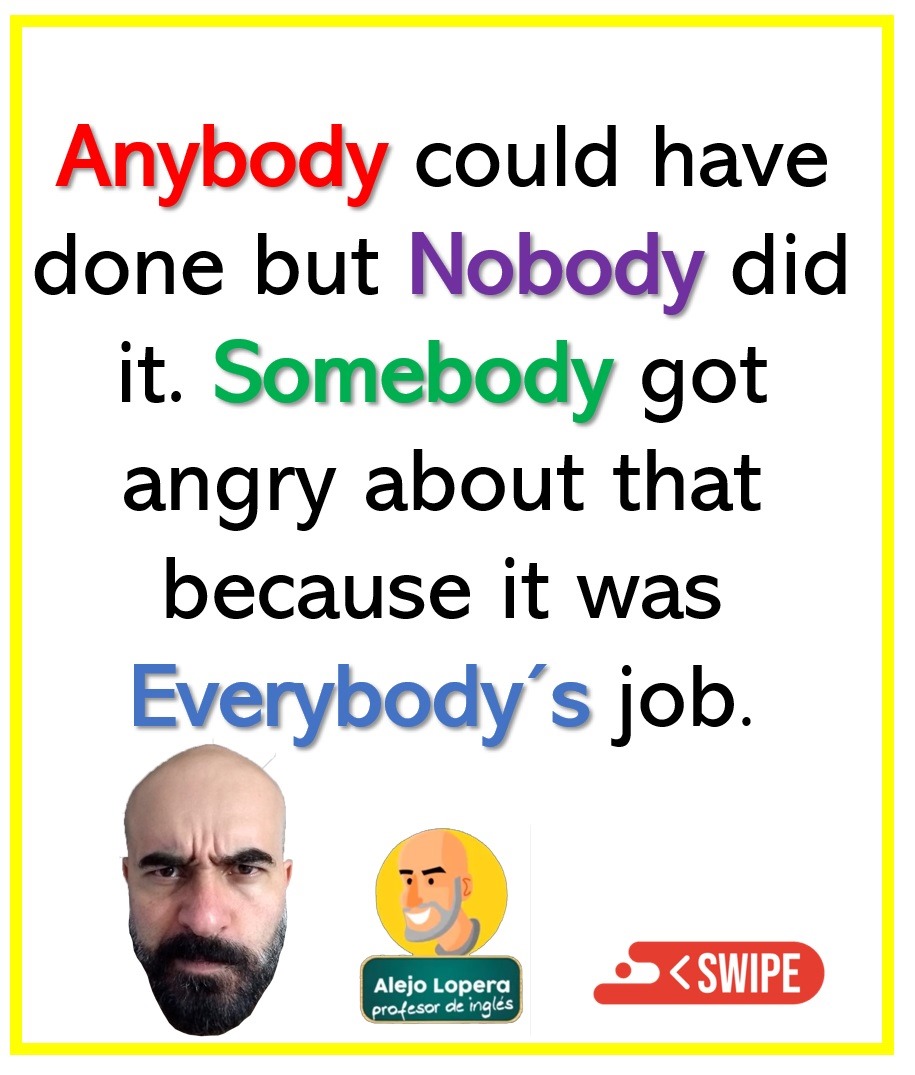 Anybody could have
done but Nobody did
it. Somebody got
angry about that
because it was
Everybody´s job.
Alejo Lopera
profesor de inglés
< SWIPE